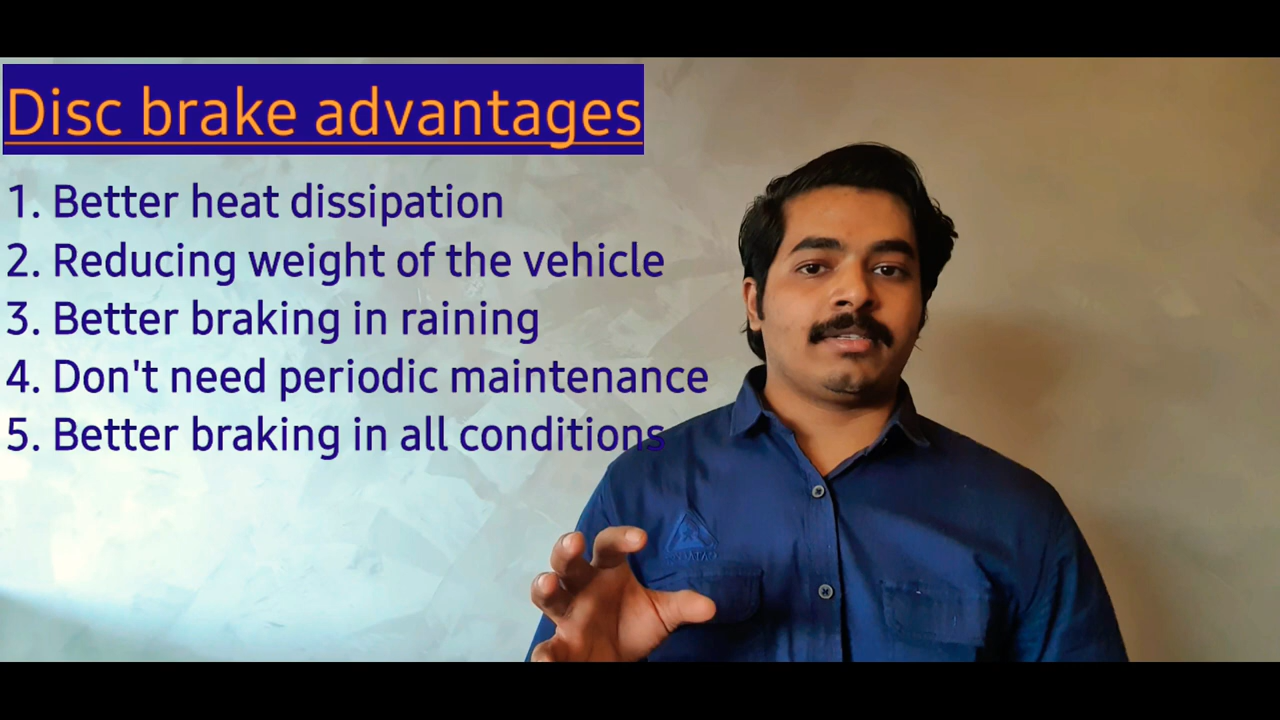 Disc brake advantages
1. Better heat dissipation
2. Reducing weight of the vehicle
3. Better braking in raining
4. Don't need periodic maintenance
5. Better braking in all conditions